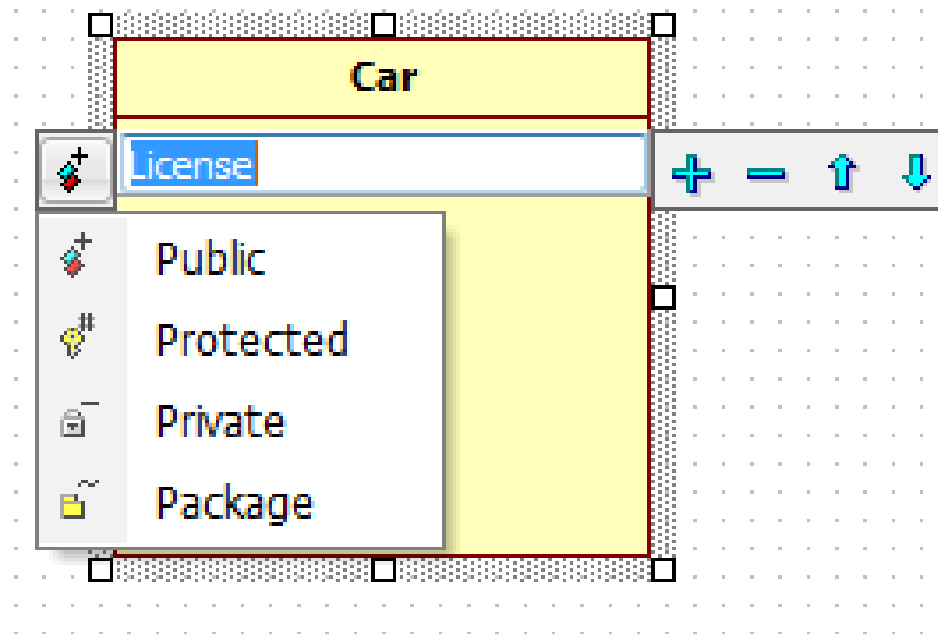 Car
License
Public
Protected
Private
Package